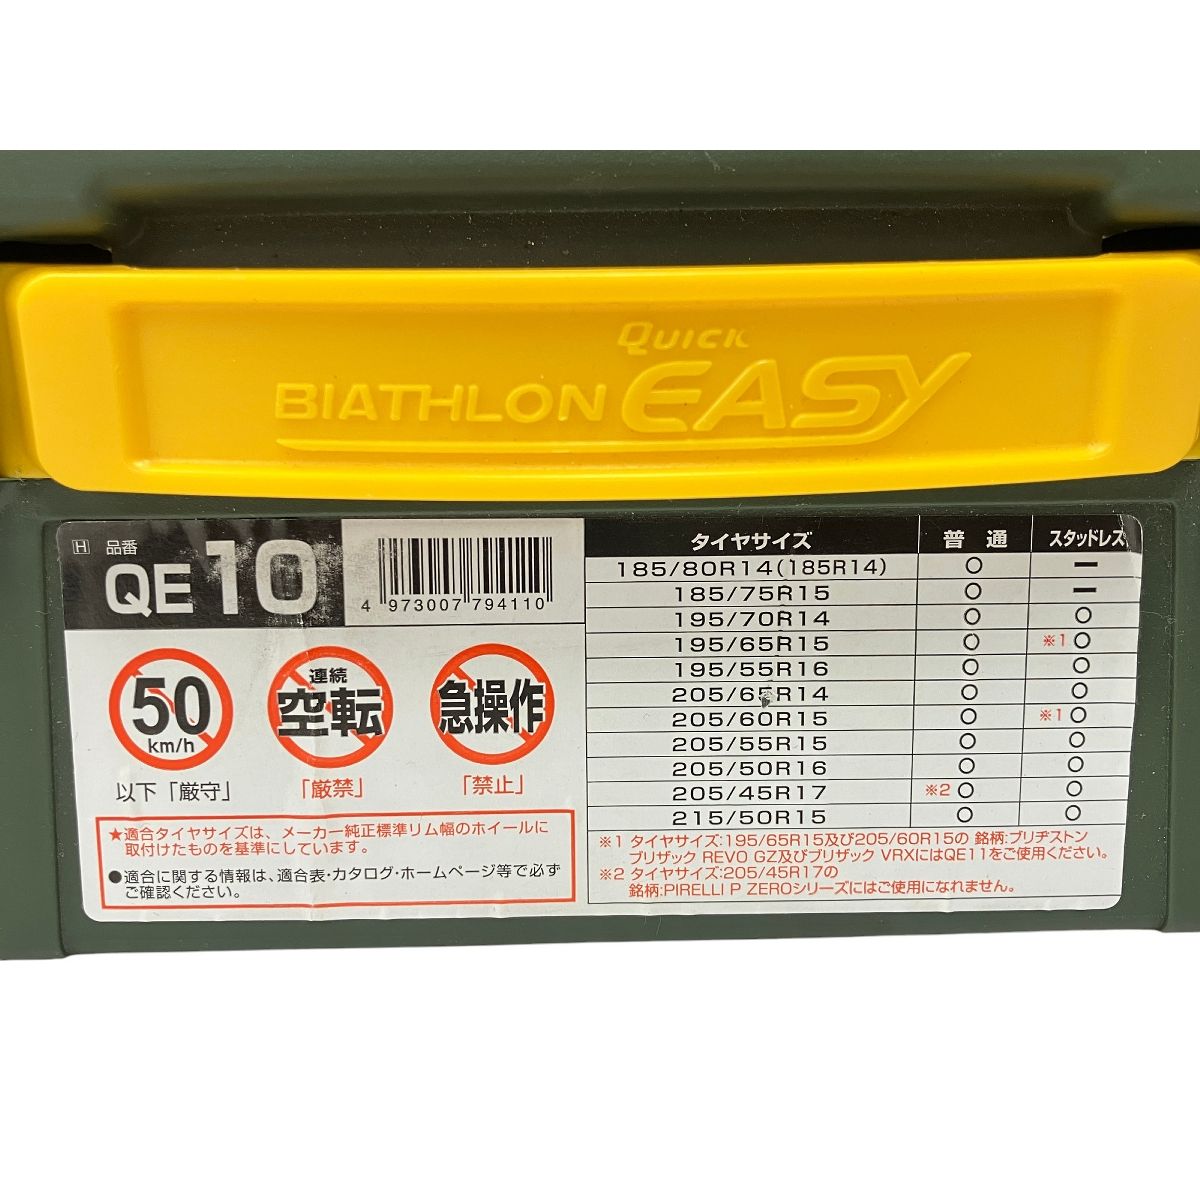 QUICK
BIATHLON EASY
H 品番
QE10
4 973007 794110
50
km/h
以下「厳守」
連続
空転
「厳禁」
急操作
「禁止」
★適合タイヤサイズは、メーカー純正標準リム幅のホイールに
取付けたものを基準にしています。
●適合に関する情報は、適合表・カタログ・ホームページ等で必ず
ご確認ください。
タイヤサイズ 普通 スタッドレス
185/80R14(185R14) ○ ー
185/75R15 ○ ー
195/70R14 ○ ○
195/65R15 ○ ※1○
195/55R16 ○ ○
205/65R14 ○ ○
205/60R15 ○ ※1○
205/55R15 ○ ○
205/50R16 ○ ○
205/45R17 ※2○ ○
215/50R15 ○ ○
※1 タイヤサイズ:195/65R15及び205/60R15の 銘柄:ブリヂストン
ブリザック REVO GZ及びブリザック VRXにはQE11をご使用ください。
※2 タイヤサイズ:205/45R17の
銘柄:PIRELLI P ZEROシリーズにはご使用になれません。